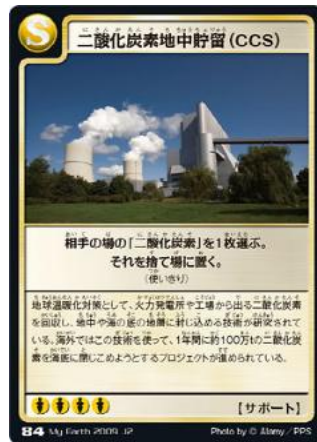 S
二酸化炭素地中貯留(CCS)
相手の場の「二酸化炭素」を1枚選ぶ。
それを捨て場に置く。
(使いきり)
地球温暖化対策として、火力発電所や工場から出る二酸化炭素
を回収し、地中や海の底の地層に封じ込める技術が研究されて
いる。海外ではこの技術を使って、1年間に約100万tの二酸化炭
素を海底に閉じこめようとするプロジェクトが進められている。
【サポート】
84 My Earth 2009 J2
Photo by © Alamy / PPS